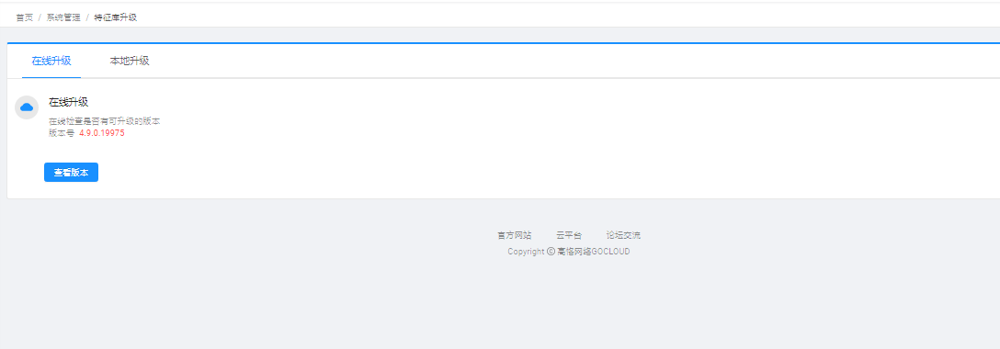 首页 / 系统管理 / 特征库升级
在线升级 本地升级
在线升级
在线检查是否有可升级的版本
版本号 4.9.0.19975
查看版本
官方网站 云平台 论坛交流
Copyright © 高恪网络GOCLOUD